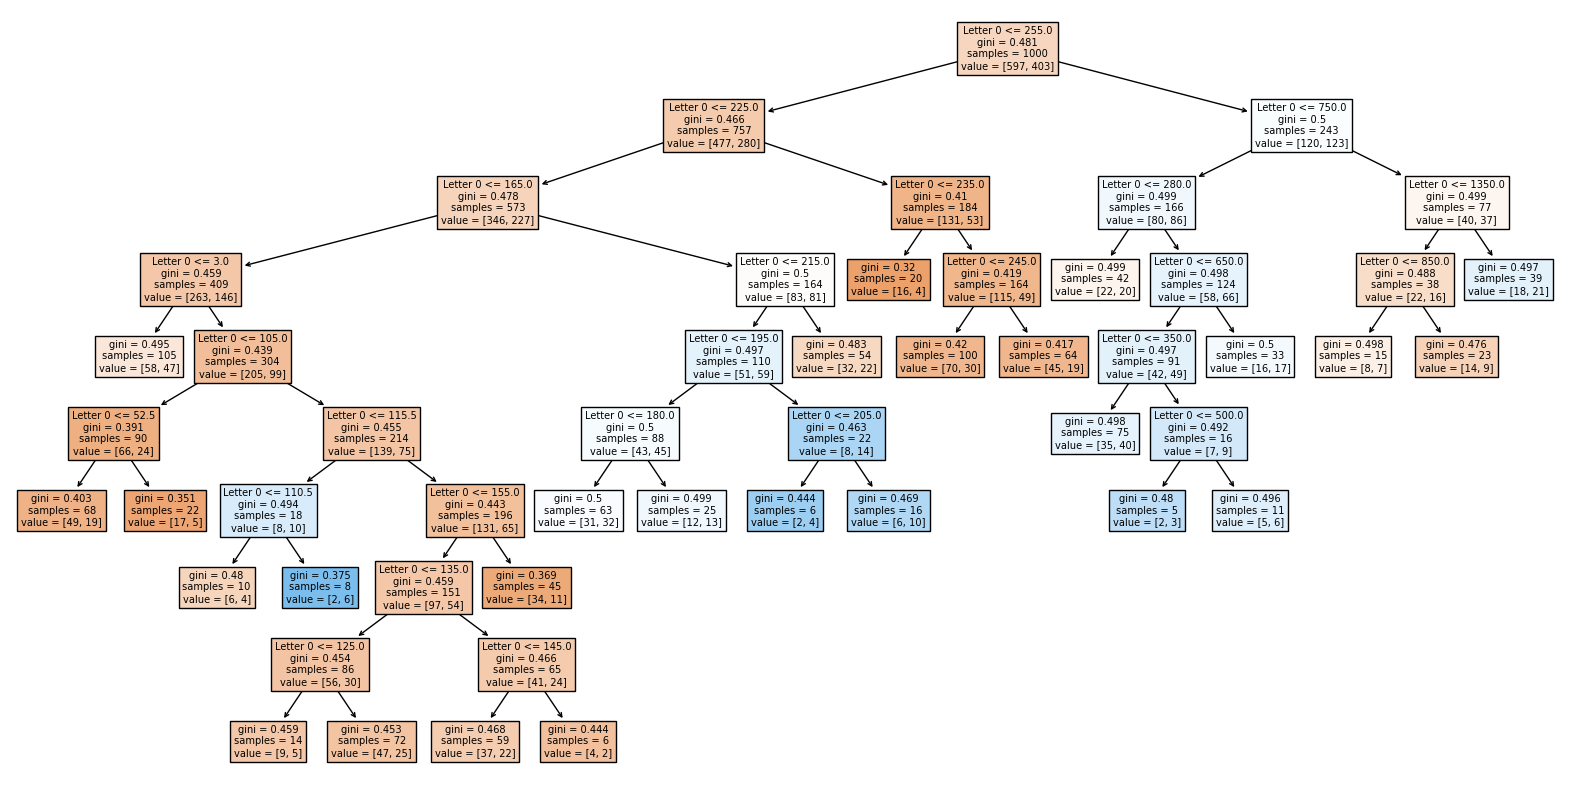 Letter 0 <= 255.0
gini = 0.481
samples = 1000
value = [597, 403]
Letter 0 <= 225.0
gini = 0.466
samples = 757
value = [477, 280]
Letter 0 <= 750.0
gini = 0.5
samples = 243
value = [120, 123]
Letter 0 <= 165.0
gini = 0.478
samples = 573
value = [346, 227]
Letter 0 <= 235.0
gini = 0.41
samples = 184
value = [131, 53]
Letter 0 <= 280.0
gini = 0.499
samples = 166
value = [80, 86]
Letter 0 <= 1350.0
gini = 0.499
samples = 77
value = [40, 37]
Letter 0 <= 3.0
gini = 0.459
samples = 409
value = [263, 146]
Letter 0 <= 215.0
gini = 0.5
samples = 164
value = [83, 81]
gini = 0.32
samples = 20
value = [16, 4]
Letter 0 <= 245.0
gini = 0.419
samples = 164
value = [115, 49]
gini = 0.499
samples = 42
value = [22, 20]
Letter 0 <= 650.0
gini = 0.498
samples = 124
value = [58, 66]
Letter 0 <= 850.0
gini = 0.488
samples = 38
value = [22, 16]
gini = 0.497
samples = 39
value = [18, 21]
gini = 0.495
samples = 105
value = [58, 47]
Letter 0 <= 105.0
gini = 0.439
samples = 304
value = [205, 99]
Letter 0 <= 195.0
gini = 0.497
samples = 110
value = [51, 59]
gini = 0.483
samples = 54
value = [32, 22]
gini = 0.42
samples = 100
value = [70, 30]
gini = 0.417
samples = 64
value = [45, 19]
Letter 0 <= 350.0
gini = 0.497
samples = 91
value = [42, 49]
gini = 0.5
samples = 33
value = [16, 17]
gini = 0.498
samples = 15
value = [8, 7]
gini = 0.476
samples = 23
value = [14, 9]
Letter 0 <= 52.5
gini = 0.391
samples = 90
value = [66, 24]
Letter 0 <= 115.5
gini = 0.455
samples = 214
value = [139, 75]
Letter 0 <= 180.0
gini = 0.5
samples = 88
value = [43, 45]
Letter 0 <= 205.0
gini = 0.463
samples = 22
value = [8, 14]
gini = 0.498
samples = 75
value = [35, 40]
Letter 0 <= 500.0
gini = 0.492
samples = 16
value = [7, 9]
gini = 0.403
samples = 68
value = [49, 19]
gini = 0.351
samples = 22
value = [17, 5]
Letter 0 <= 110.5
gini = 0.494
samples = 18
value = [8, 10]
Letter 0 <= 155.0
gini = 0.443
samples = 196
value = [131, 65]
gini = 0.5
samples = 63
value = [31, 32]
gini = 0.499
samples = 25
value = [12, 13]
gini = 0.444
samples = 6
value = [2, 4]
gini = 0.469
samples = 16
value = [6, 10]
gini = 0.48
samples = 5
value = [2, 3]
gini = 0.496
samples = 11
value = [5, 6]
gini = 0.48
samples = 10
value = [6, 4]
gini = 0.375
samples = 8
value = [2, 6]
Letter 0 <= 135.0
gini = 0.459
samples = 151
value = [97, 54]
gini = 0.369
samples = 45
value = [34, 11]
Letter 0 <= 125.0
gini = 0.454
samples = 86
value = [56, 30]
Letter 0 <= 145.0
gini = 0.466
samples = 65
value = [41, 24]
gini = 0.459
samples = 14
value = [9, 5]
gini = 0.453
samples = 72
value = [47, 25]
gini = 0.468
samples = 59
value = [37, 22]
gini = 0.444
samples = 6
value = [4, 2]